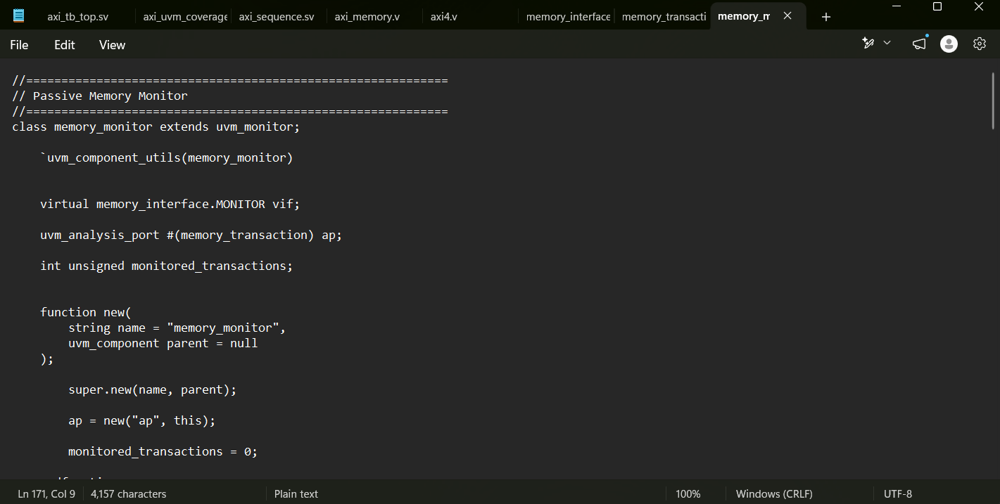 axi_tb_top.sv axi_uvm_coverage axi_sequence.sv axi_memory.v axi4.v memory_interface memory_transacti memory_m
File Edit View
//============================================================
// Passive Memory Monitor
//============================================================
class memory_monitor extends uvm_monitor;
`uvm_component_utils(memory_monitor)
virtual memory_interface.MONITOR vif;
uvm_analysis_port #(memory_transaction) ap;
int unsigned monitored_transactions;
function new(
string name = "memory_monitor",
uvm_component parent = null
);
super.new(name, parent);
ap = new("ap", this);
monitored_transactions = 0;
Ln 171, Col 9 4,157 characters Plain text 100% Windows (CRLF) UTF-8